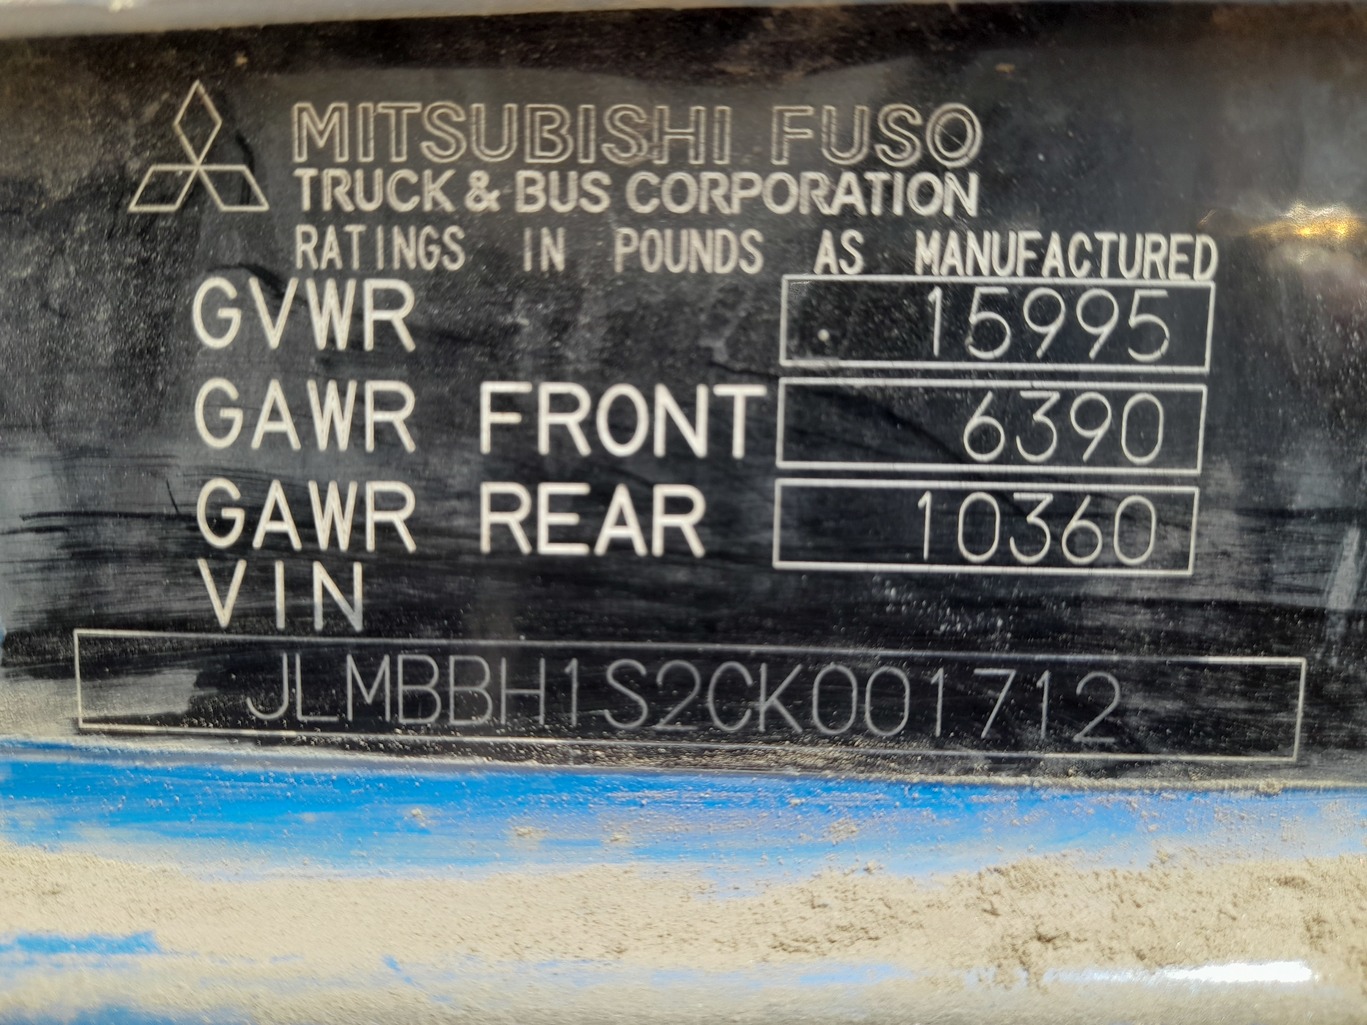 MITSUBISHI FUSO
TRUCK & BUS CORPORATION
RATINGS IN POUNDS AS MANUFACTURED
GVWR 15995
GAWR FRONT 6390
GAWR REAR 10360
VIN
JLMBBH1S2CK001712